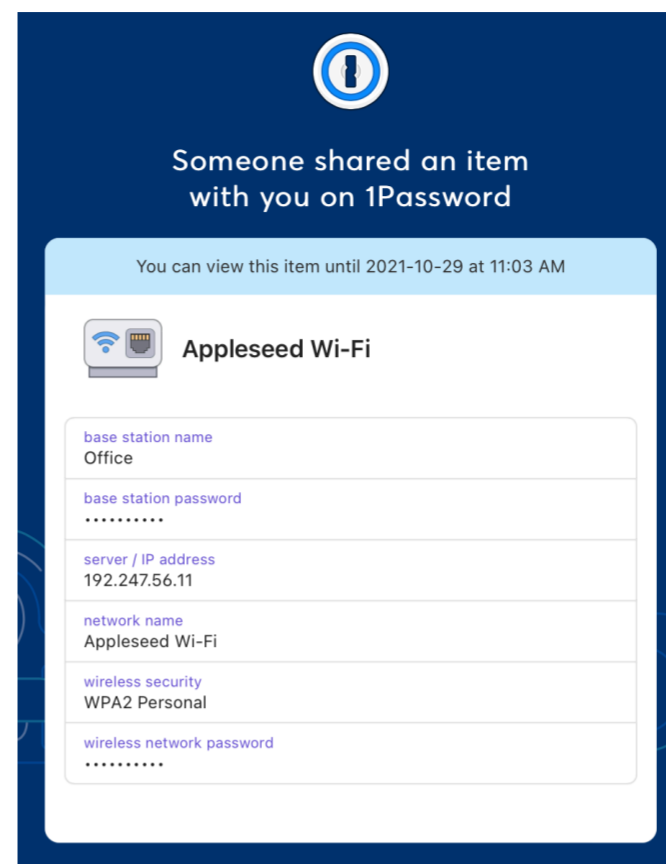 Someone shared an item
with you on 1Password
You can view this item until 2021-10-29 at 11:03 AM
Appleseed Wi-Fi
base station name
Office
base station password
••••••••••
server / IP address
192.247.56.11
network name
Appleseed Wi-Fi
wireless security
WPA2 Personal
wireless network password
••••••••••